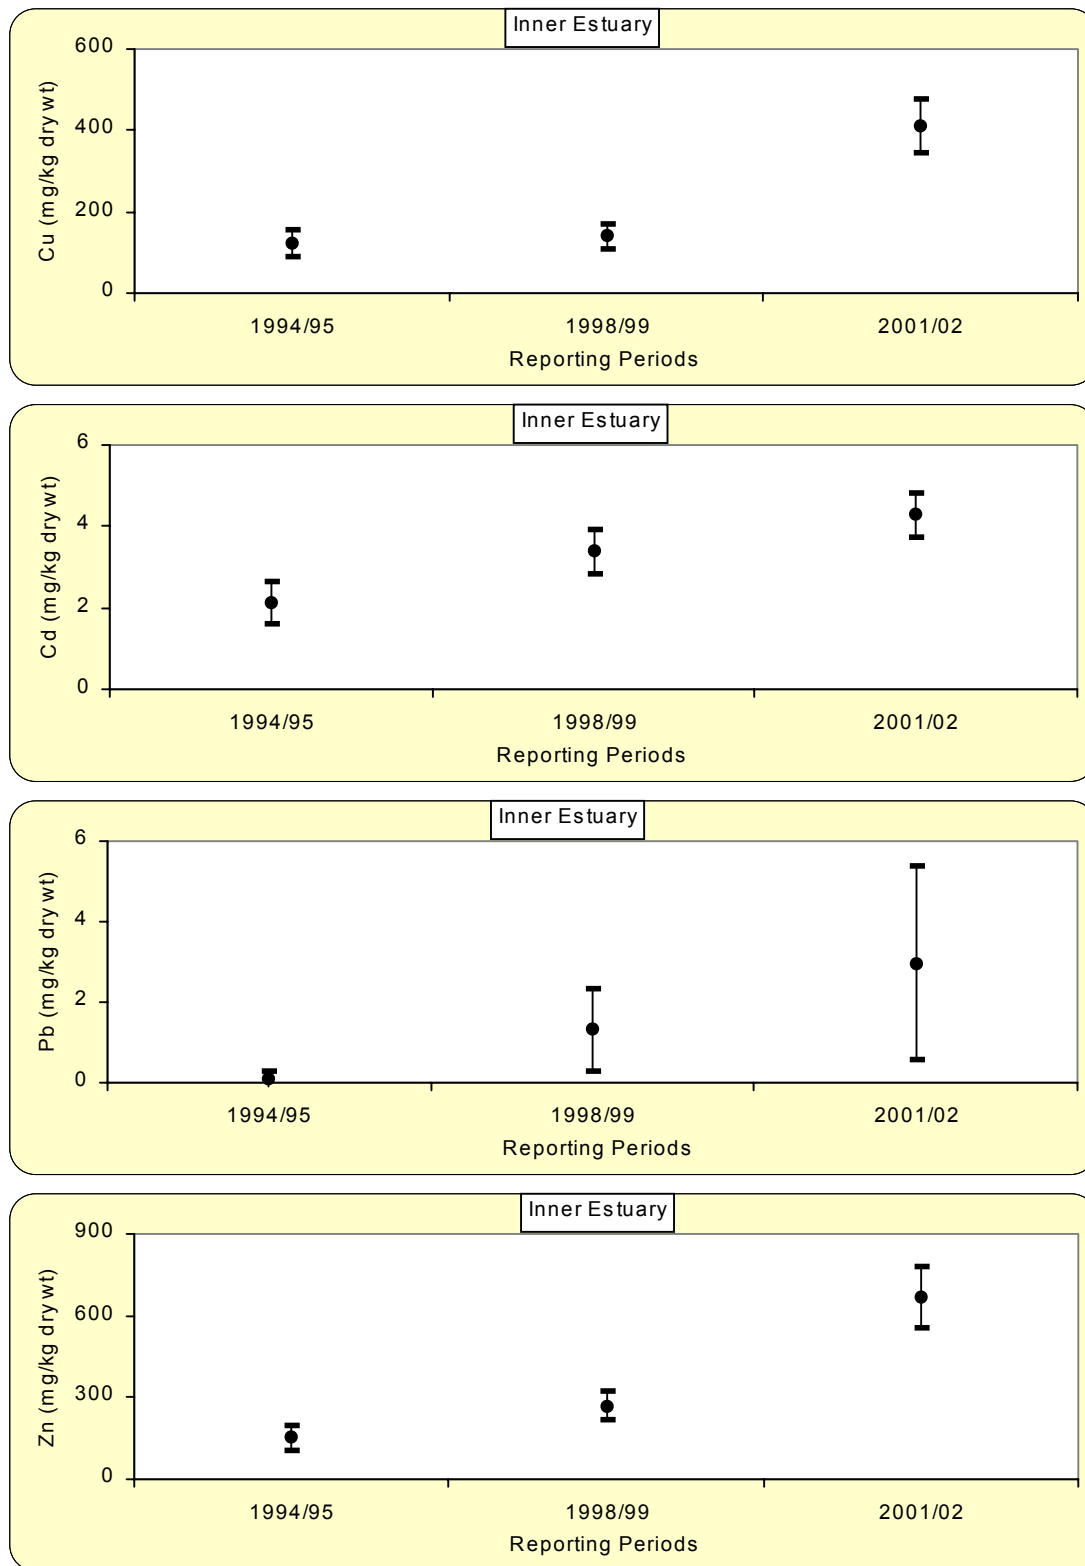 Inner Estuary
600
400
200
0
Cu (mg/kg dry wt)
1994/95 1998/99 2001/02
Reporting Periods
Inner Estuary
6
4
2
0
Cd (mg/kg dry wt)
1994/95 1998/99 2001/02
Reporting Periods
Inner Estuary
6
4
2
0
Pb (mg/kg dry wt)
1994/95 1998/99 2001/02
Reporting Periods
Inner Estuary
900
600
300
0
Zn (mg/kg dry wt)
1994/95 1998/99 2001/02
Reporting Periods